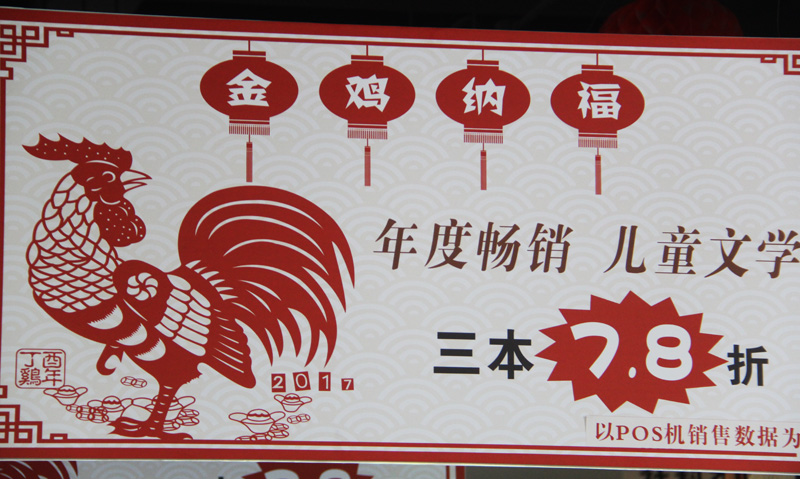 金鸡纳福
年度畅销 儿童文学
三本7.8折
丁酉
鷄年
2017
以POS机销售数据为